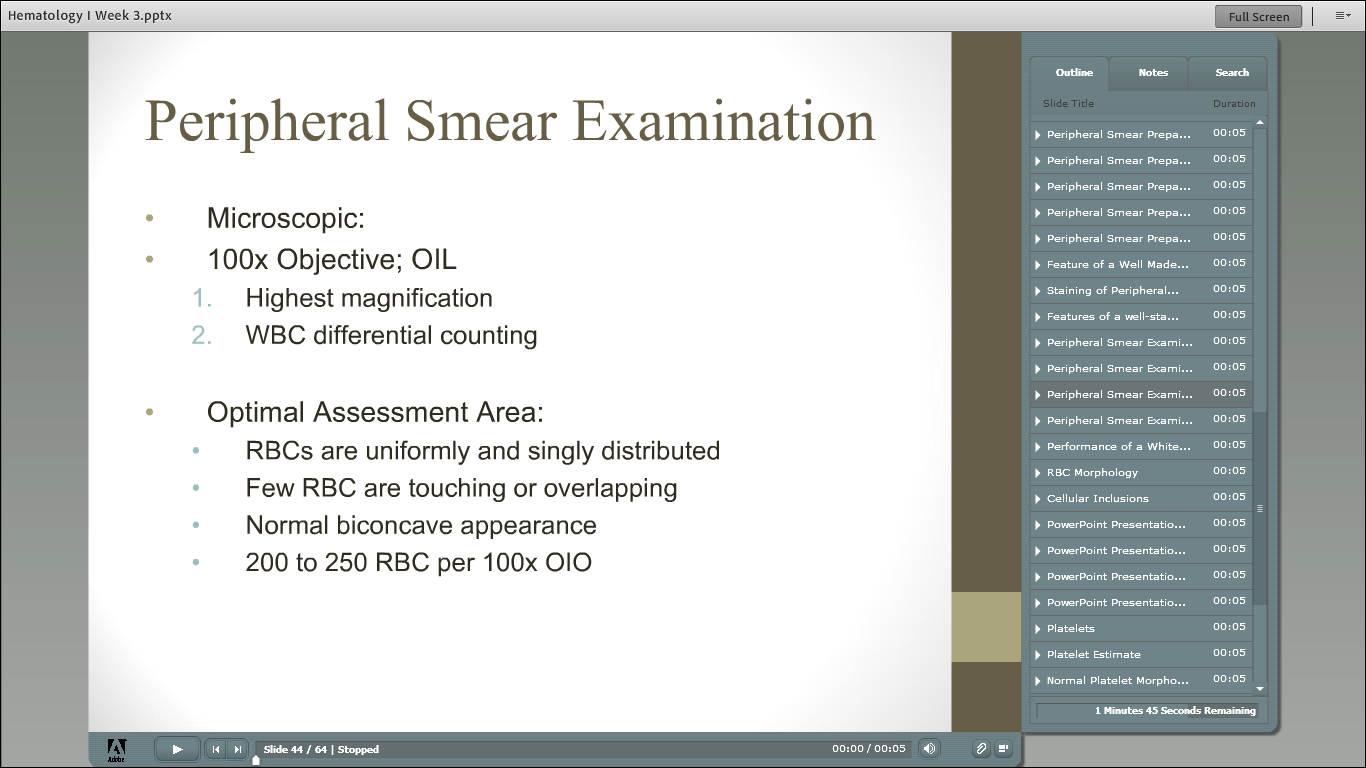 Hematology I Week 3.pptx
Full Screen
Peripheral Smear Examination
• Microscopic:
• 100x Objective; OIL
1. Highest magnification
2. WBC differential counting
• Optimal Assessment Area:
• RBCs are uniformly and singly distributed
• Few RBC are touching or overlapping
• Normal biconcave appearance
• 200 to 250 RBC per 100x OIO
Outline Notes Search
Slide Title Duration
Peripheral Smear Prepa... 00:05
Peripheral Smear Prepa... 00:05
Peripheral Smear Prepa... 00:05
Peripheral Smear Prepa... 00:05
Peripheral Smear Prepa... 00:05
Feature of a Well Made... 00:05
Staining of Peripheral... 00:05
Features of a well-sta... 00:05
Peripheral Smear Exami... 00:05
Peripheral Smear Exami... 00:05
Peripheral Smear Exami... 00:05
Peripheral Smear Exami... 00:05
Performance of a White... 00:05
RBC Morphology 00:05
Cellular Inclusions 00:05
PowerPoint Presentatio... 00:05
PowerPoint Presentatio... 00:05
PowerPoint Presentatio... 00:05
PowerPoint Presentatio... 00:05
Platelets 00:05
Platelet Estimate 00:05
Normal Platelet Morpho... 00:05
1 Minutes 45 Seconds Remaining
Adobe
Slide 44 / 64 | Stopped
00:00 / 00:05